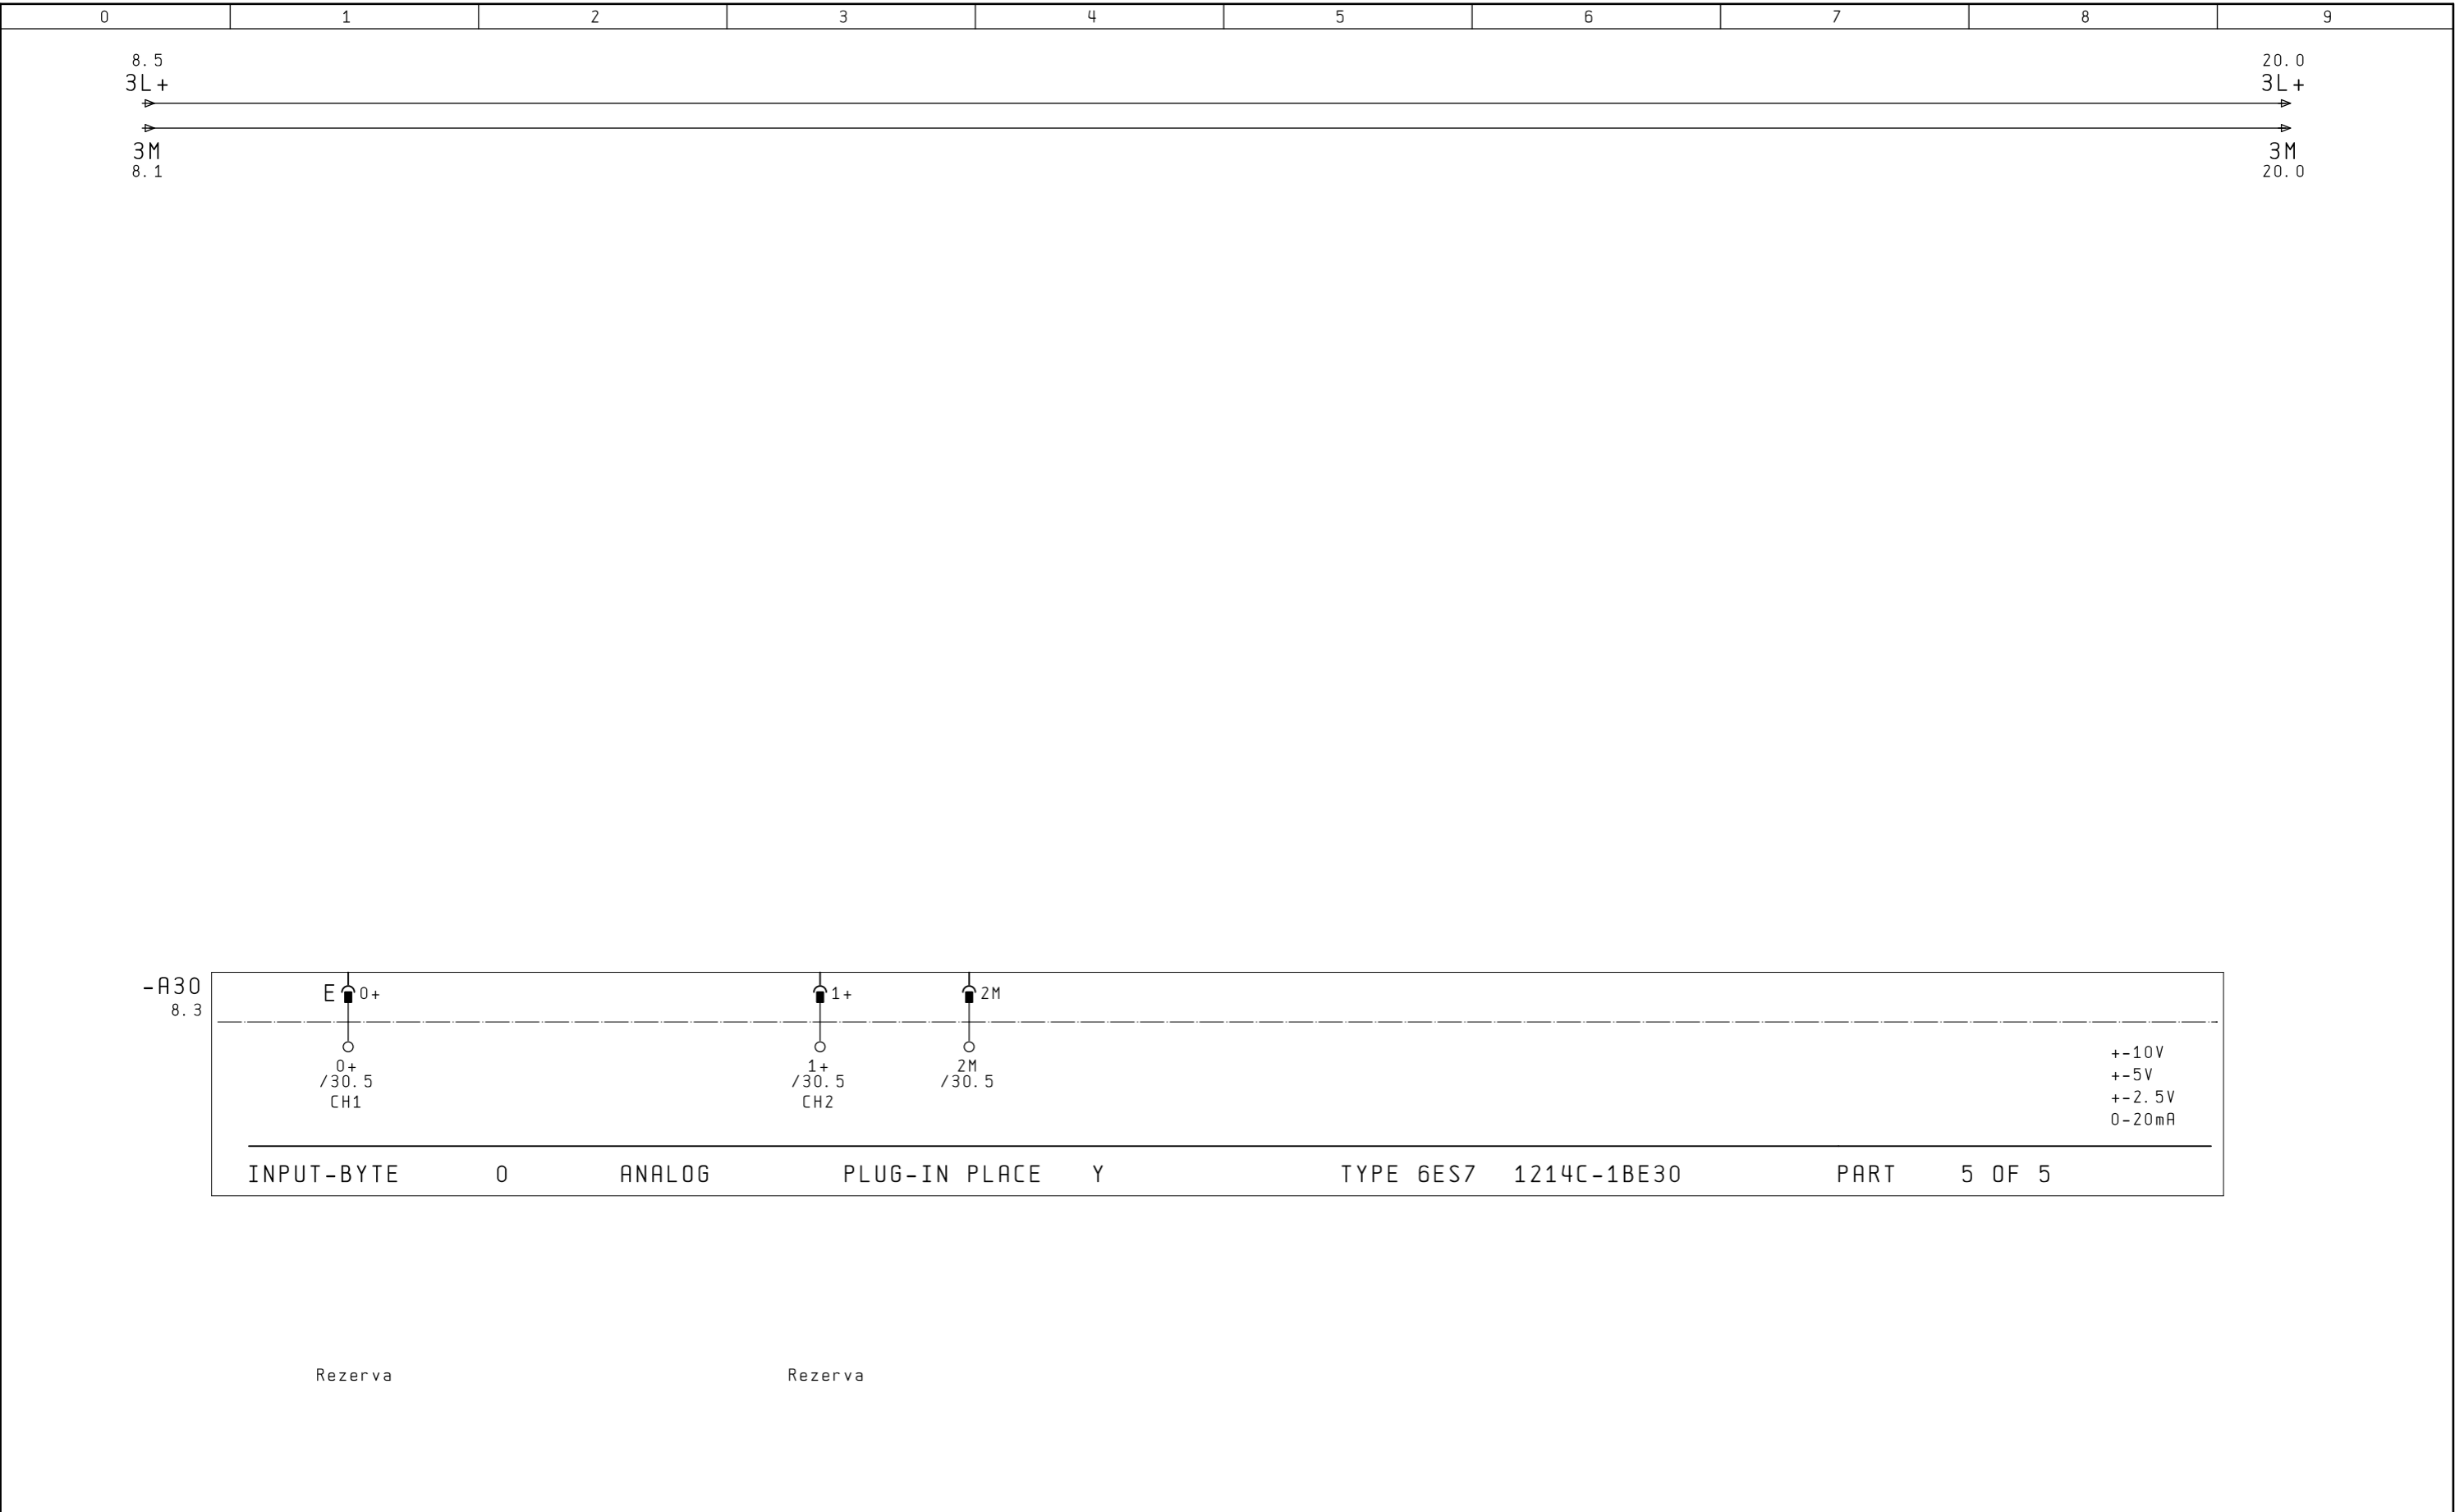 0 1 2 3 4 5 6 7 8 9
8.5 20.0
3L+ 3L+
3M 3M
8.1 20.0
-A30 E 0+ 1+ 2M
8.3
0+ 1+ 2M +-10V
/30.5 /30.5 /30.5 +-5V
CH1 CH2 +-2.5V
0-20mA
INPUT-BYTE 0 ANALOG PLUG-IN PLACE Y TYPE 6ES7 1214C-1BE30 PART 5 OF 5
Rezerva Rezerva